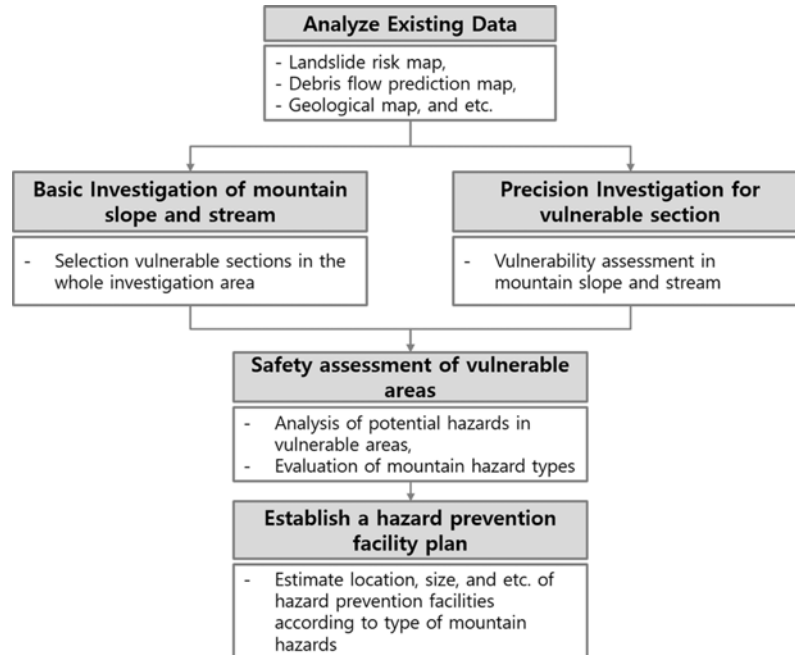 Analyze Existing Data
- Landslide risk map,
- Debris flow prediction map,
- Geological map, and etc.
Basic Investigation of mountain
slope and stream
- Selection vulnerable sections in the
whole investigation area
Precision Investigation for
vulnerable section
- Vulnerability assessment in
mountain slope and stream
Safety assessment of vulnerable
areas
- Analysis of potential hazards in
vulnerable areas,
- Evaluation of mountain hazard types
Establish a hazard prevention
facility plan
- Estimate location, size, and etc. of
hazard prevention facilities
according to type of mountain
hazards